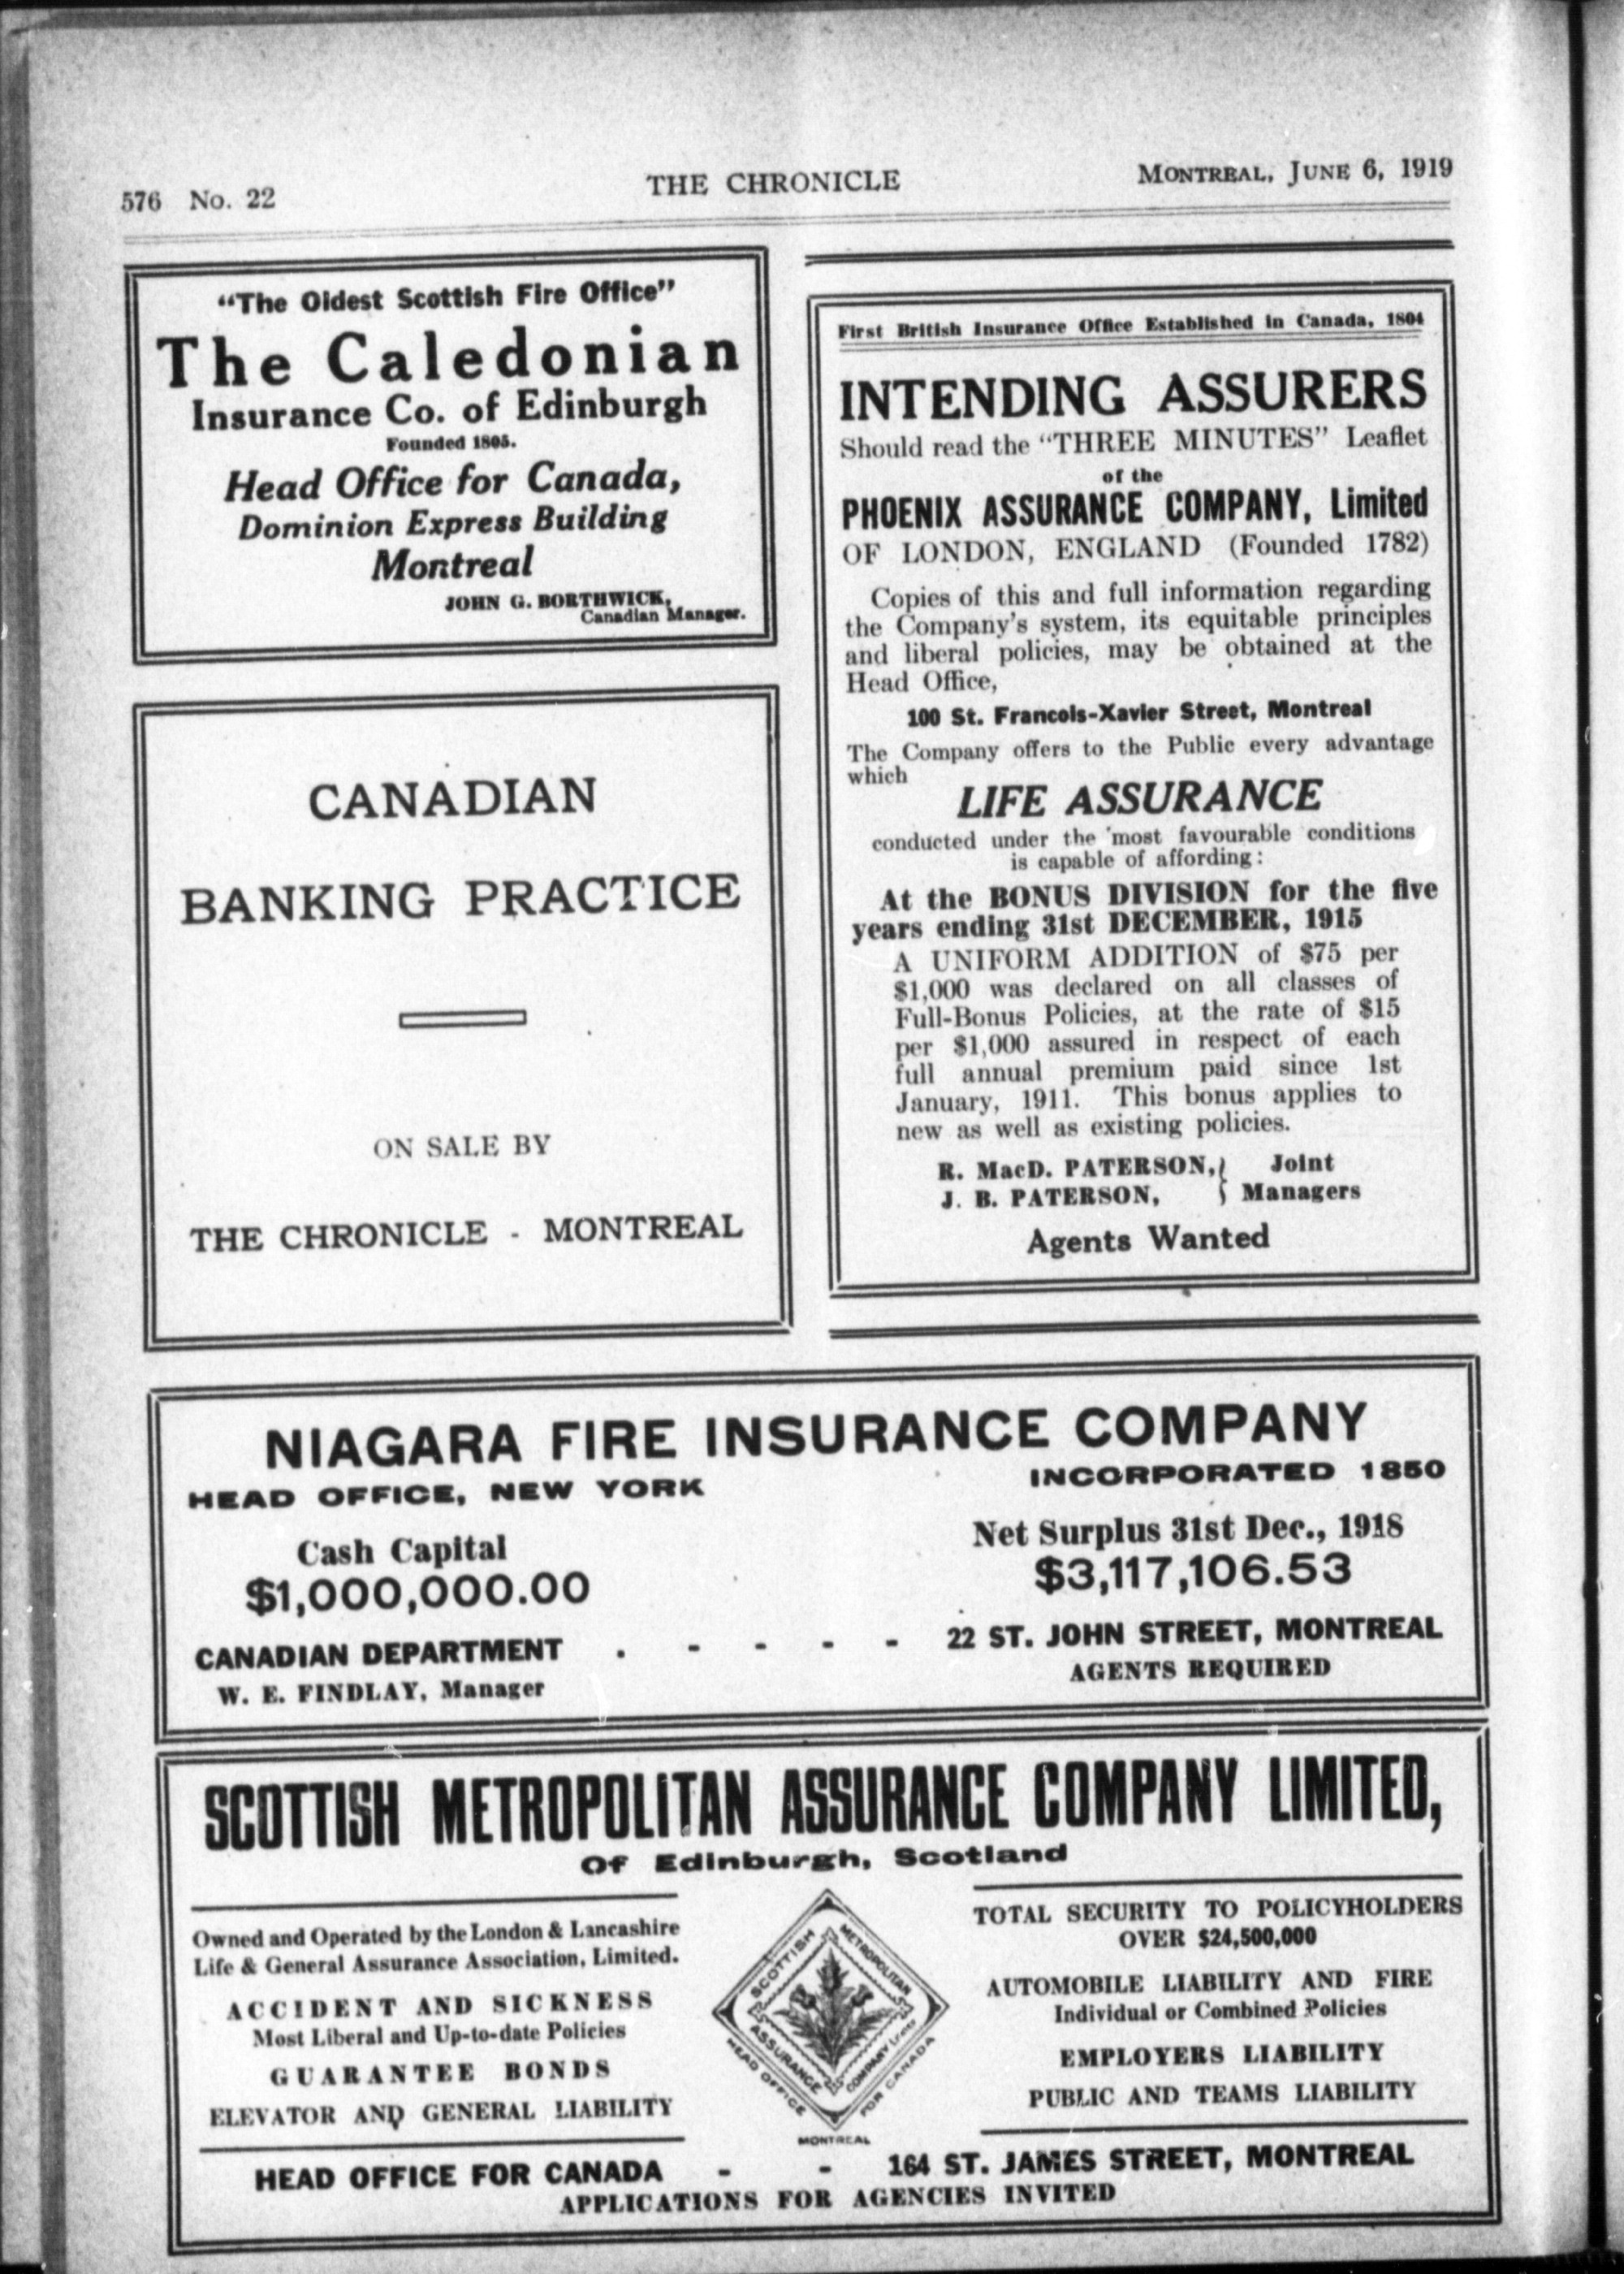 576 No. 22
THE CHRONICLE
MONTREAL, JUNE 6, 1919
"The Oldest Scottish Fire Office"
The Caledonian
Insurance Co. of Edinburgh
Founded 1805.
Head Office for Canada,
Dominion Express Building
Montreal
JOHN G. BORTHWICK,
Canadian Manager.
CANADIAN
BANKING PRACTICE
ON SALE BY
THE CHRONICLE - MONTREAL
First British Insurance Office Established in Canada, 1804
INTENDING ASSURERS
Should read the "THREE MINUTES" Leaflet
of the
PHOENIX ASSURANCE COMPANY, Limited
OF LONDON, ENGLAND (Founded 1782)
Copies of this and full information regarding
the Company's system, its equitable principles
and liberal policies, may be obtained at the
Head Office,
100 St. Francois-Xavier Street, Montreal
The Company offers to the Public every advantage
which
LIFE ASSURANCE
conducted under the most favourable conditions
is capable of affording:
At the BONUS DIVISION for the five
years ending 31st DECEMBER, 1915
A UNIFORM ADDITION of $75 per
$1,000 was declared on all classes of
Full-Bonus Policies, at the rate of $15
per $1,000 assured in respect of each
full annual premium paid since 1st
January, 1911. This bonus applies to
new as well as existing policies.
R. MacD. PATERSON, } Joint
J. B. PATERSON, } Managers
Agents Wanted
NIAGARA FIRE INSURANCE COMPANY
HEAD OFFICE, NEW YORK
INCORPORATED 1850
Cash Capital
$1,000,000.00
Net Surplus 31st Dec., 1918
$3,117,106.53
CANADIAN DEPARTMENT . - - - - 22 ST. JOHN STREET, MONTREAL
W. E. FINDLAY, Manager
AGENTS REQUIRED
SCOTTISH METROPOLITAN ASSURANCE COMPANY LIMITED,
Of Edinburgh, Scotland
Owned and Operated by the London & Lancashire
Life & General Assurance Association, Limited.
ACCIDENT AND SICKNESS
Most Liberal and Up-to-date Policies
GUARANTEE BONDS
ELEVATOR AND GENERAL LIABILITY
SCOTTISH METROPOLITAN
ASSURANCE COMPANY LIMITED
HEAD OFFICE FOR CANADA
MONTREAL
TOTAL SECURITY TO POLICYHOLDERS
OVER $24,500,000
AUTOMOBILE LIABILITY AND FIRE
Individual or Combined Policies
EMPLOYERS LIABILITY
PUBLIC AND TEAMS LIABILITY
HEAD OFFICE FOR CANADA - - 164 ST. JAMES STREET, MONTREAL
APPLICATIONS FOR AGENCIES INVITED